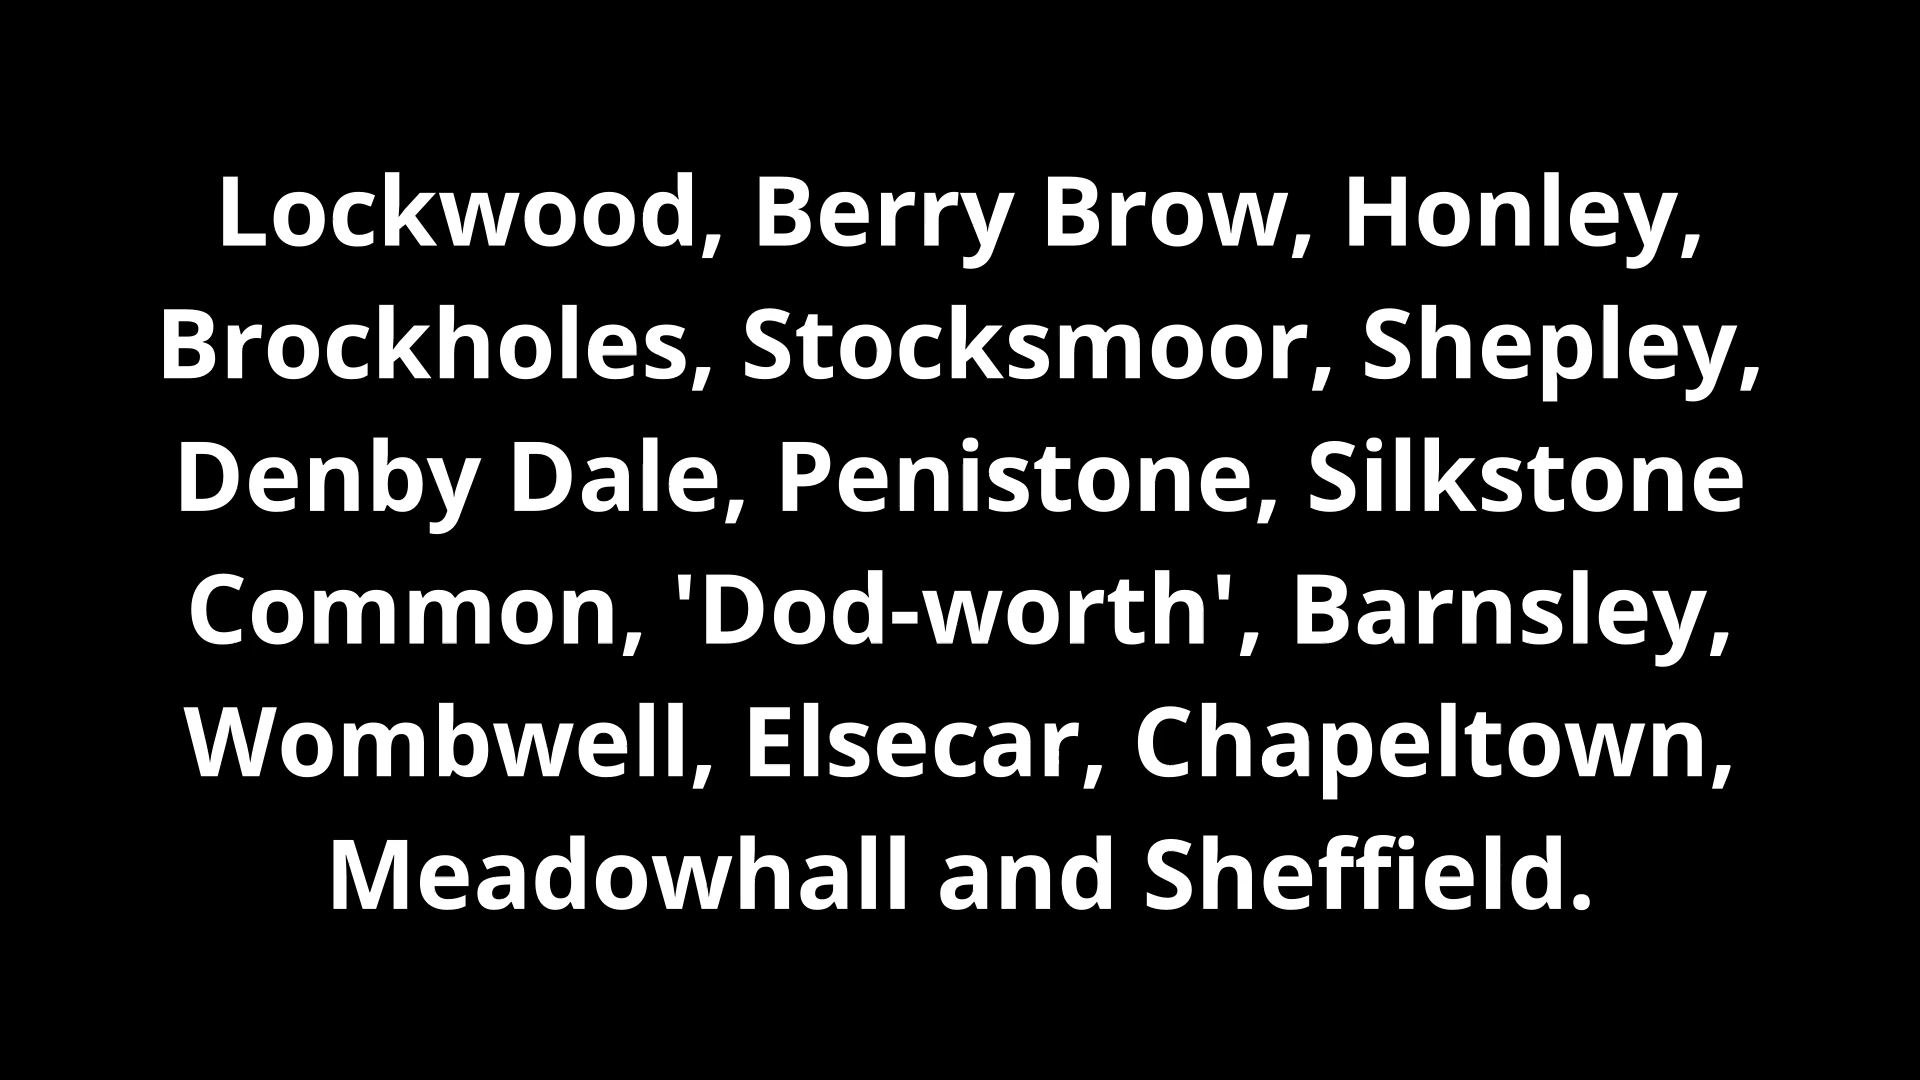 Lockwood, Berry Brow, Honley,
Brockholes, Stocksmoor, Shepley,
Denby Dale, Penistone, Silkstone
Common, 'Dod-worth', Barnsley,
Wombwell, Elsecar, Chapeltown,
Meadowhall and Sheffield.